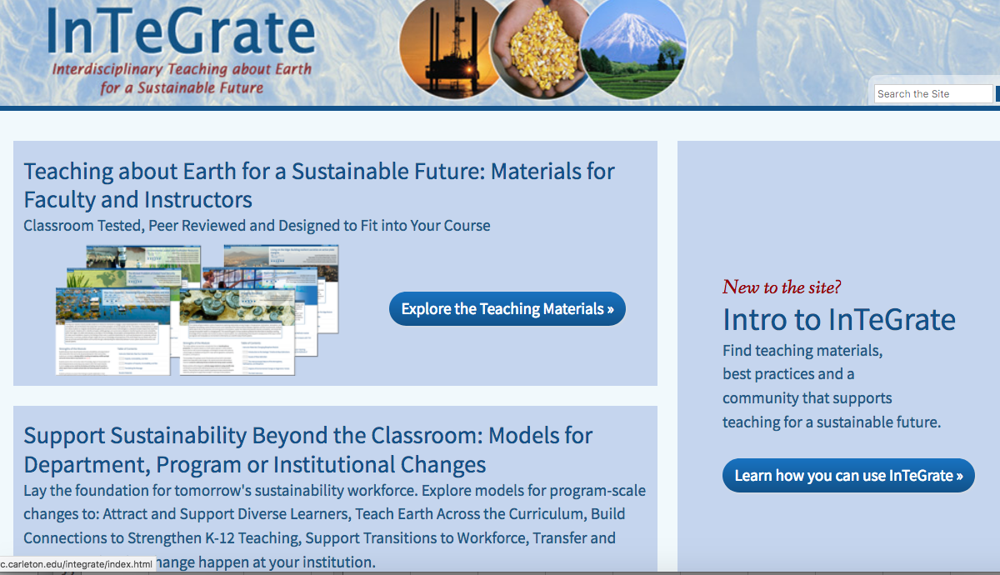 InTeGrate
Interdisciplinary Teaching about Earth
for a Sustainable Future
Search the Site
Teaching about Earth for a Sustainable Future: Materials for
Faculty and Instructors
Classroom Tested, Peer Reviewed and Designed to Fit into Your Course
Explore the Teaching Materials »
Support Sustainability Beyond the Classroom: Models for
Department, Program or Institutional Changes
Lay the foundation for tomorrow's sustainability workforce. Explore models for program-scale
changes to: Attract and Support Diverse Learners, Teach Earth Across the Curriculum, Build
Connections to Strengthen K-12 Teaching, Support Transitions to Workforce, Transfer and
hange happen at your institution.
c.carleton.edu/integrate/index.html
New to the site?
Intro to InTeGrate
Find teaching materials,
best practices and a
community that supports
teaching for a sustainable future.
Learn how you can use InTeGrate »